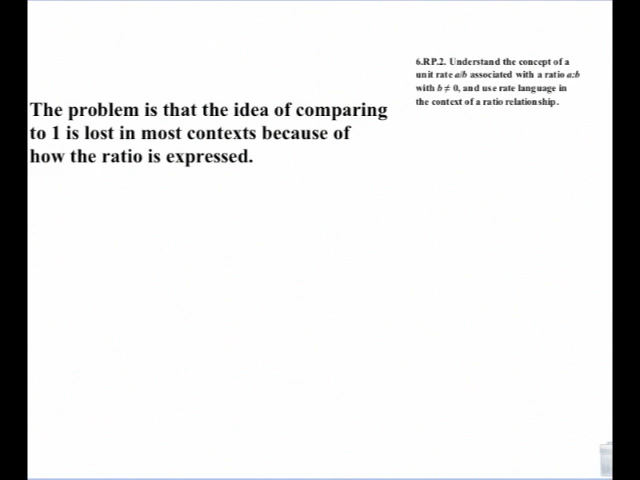 6.RP.2. Understand the concept of a
unit rate a/b associated with a ratio a:b
with b ≠ 0, and use rate language in
the context of a ratio relationship.
The problem is that the idea of comparing
to 1 is lost in most contexts because of
how the ratio is expressed.